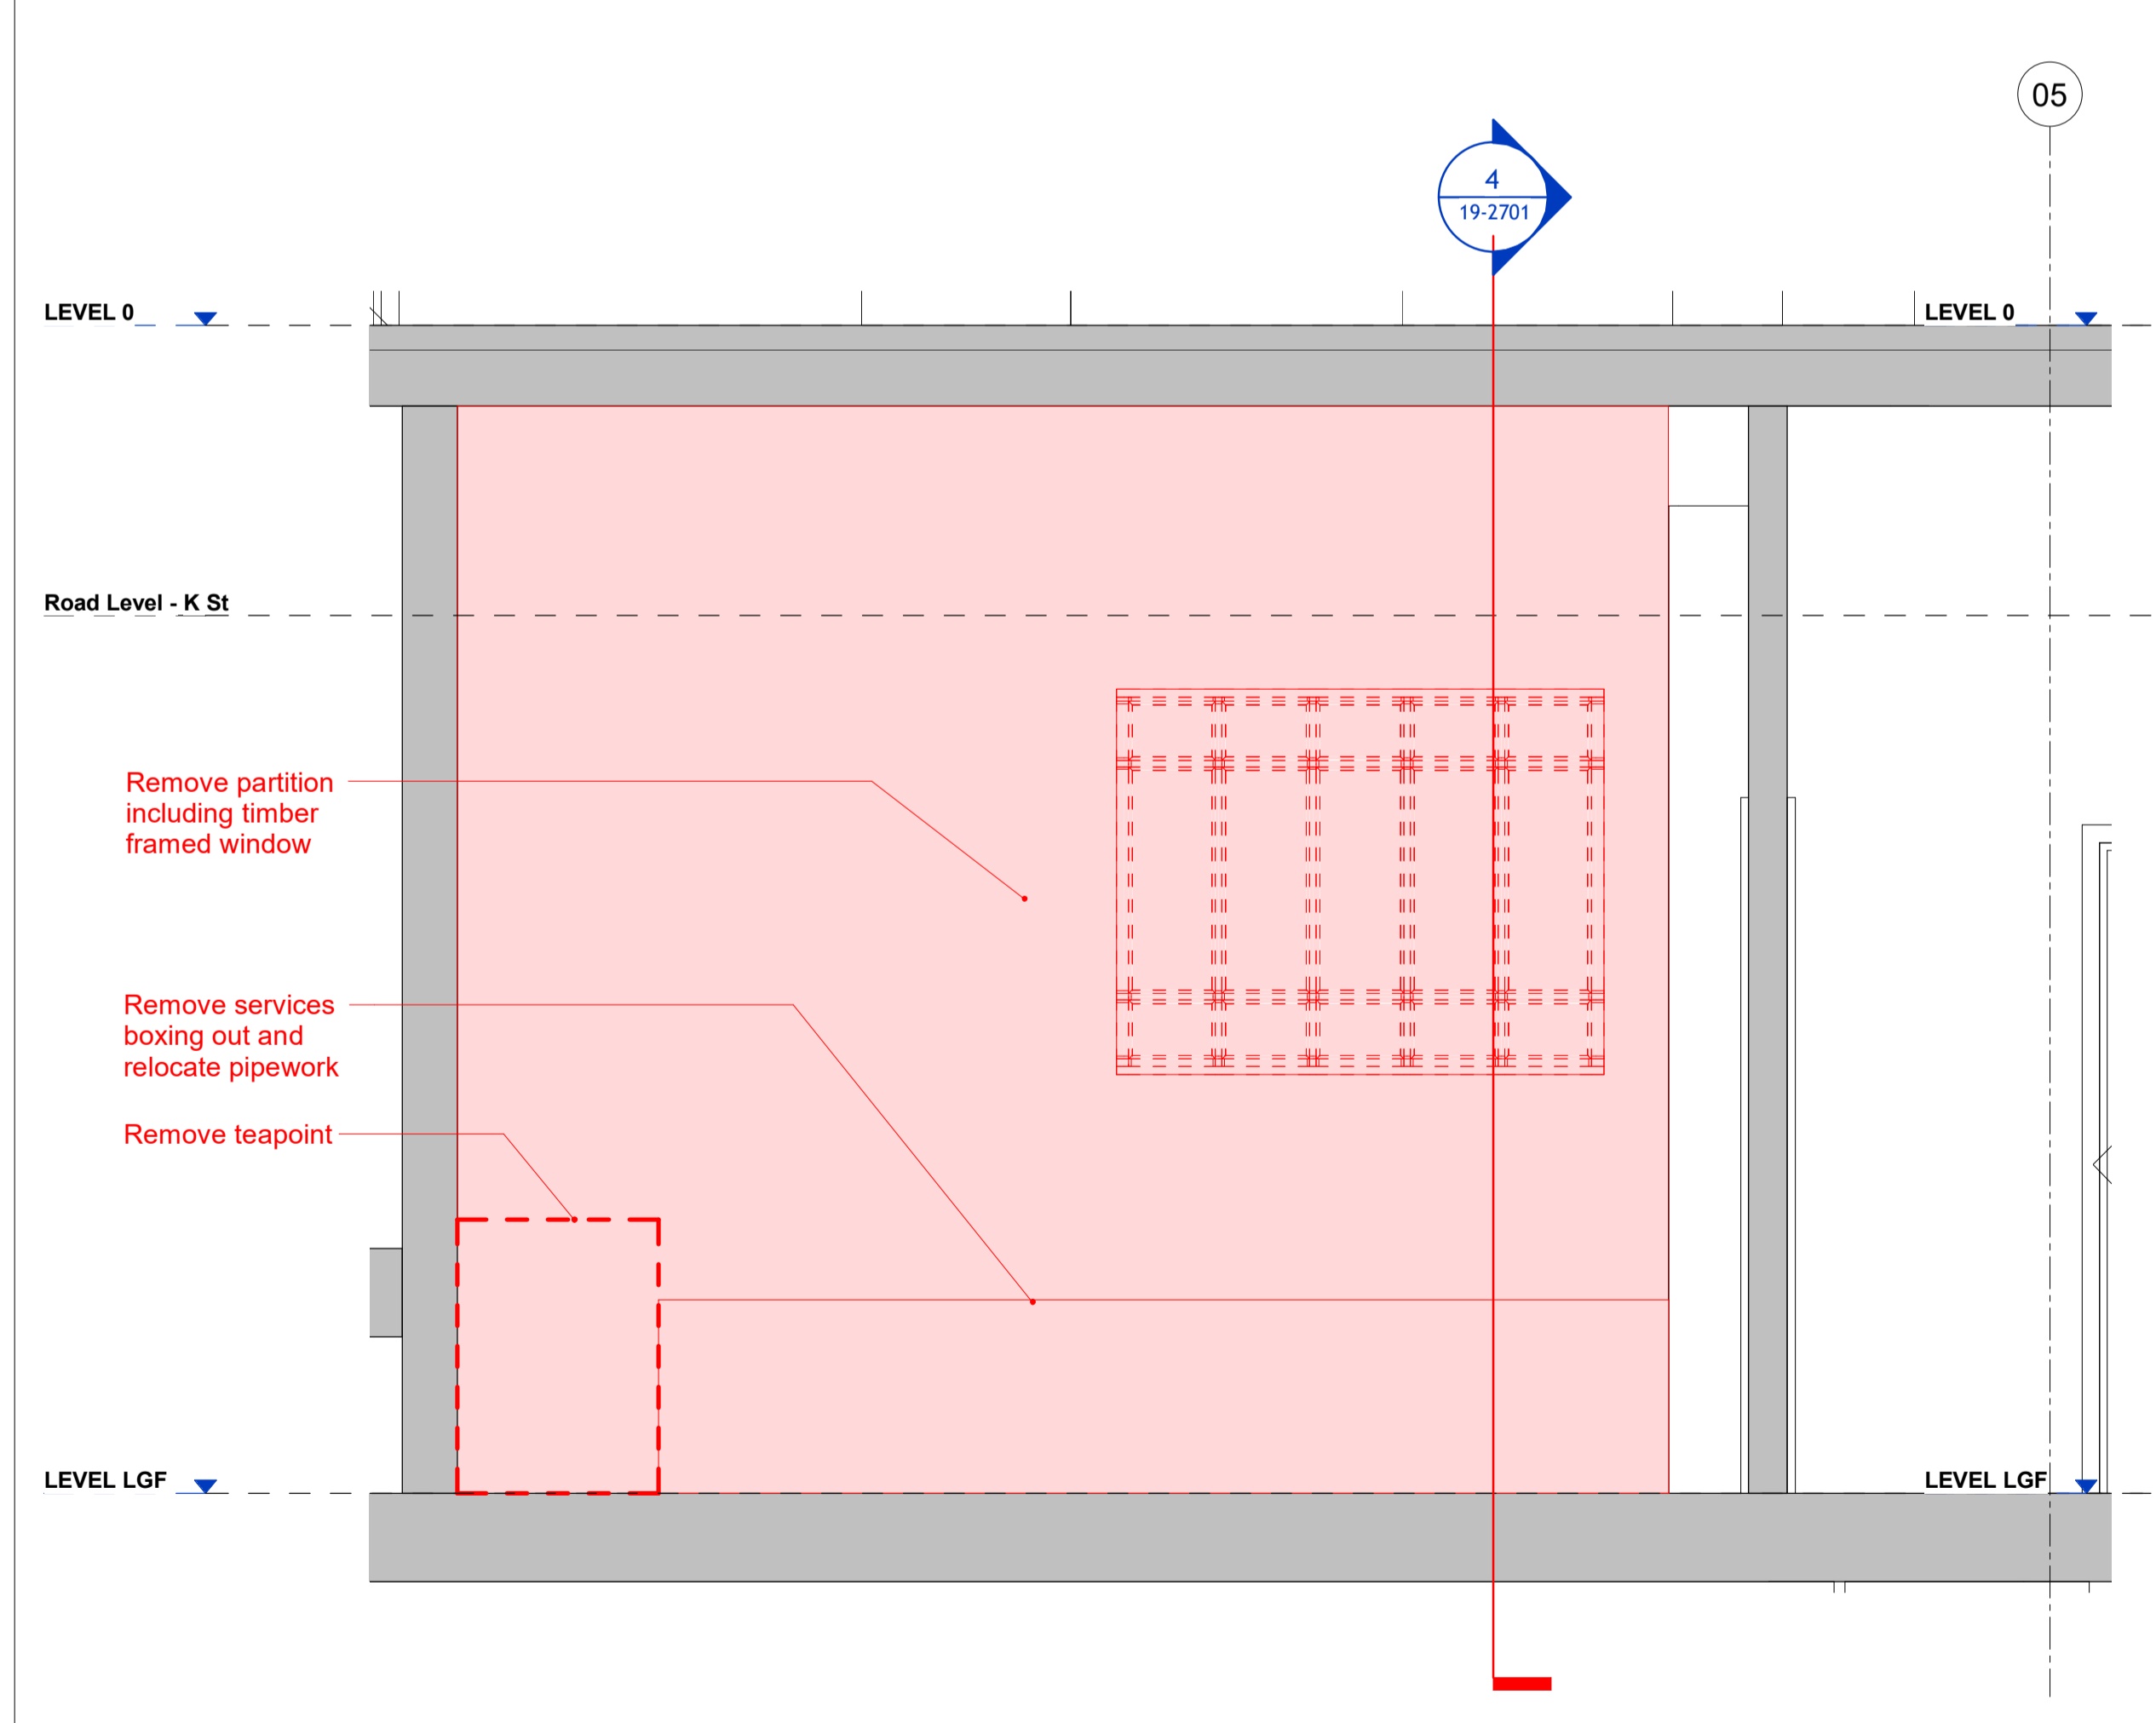 05
4
19-2701
LEVEL 0
LEVEL 0
Road Level - K St
Remove partition
including timber
framed window
Remove services
boxing out and
relocate pipework
Remove teapoint
LEVEL LGF
LEVEL LGF